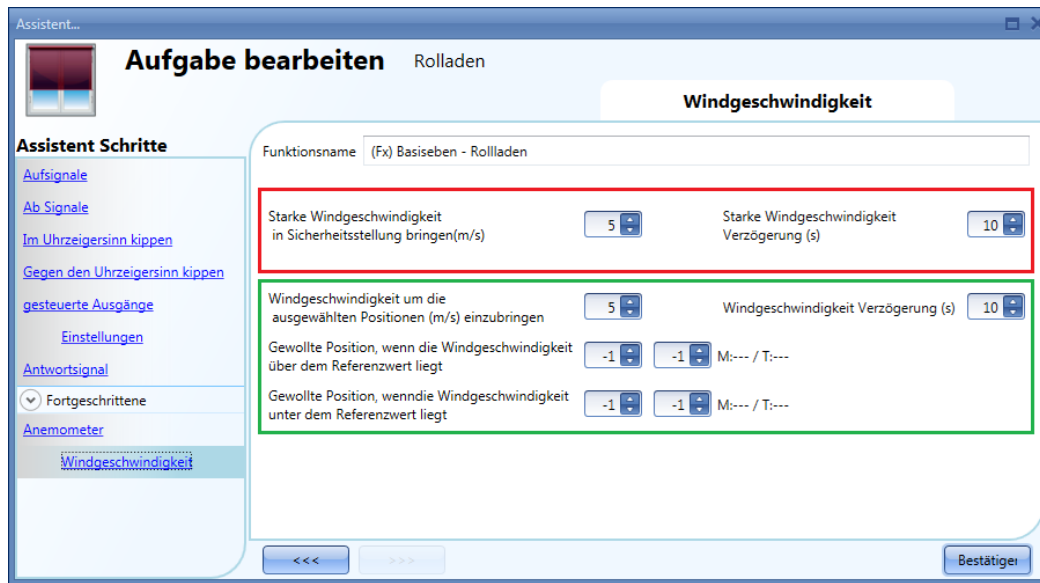 Assistent...
Aufgabe bearbeiten Rolladen
Windgeschwindigkeit
Assistent Schritte
Aufsignale
Ab Signale
Im Uhrzeigersinn kippen
Gegen den Uhrzeigersinn kippen
gesteuerte Ausgänge
Einstellungen
Antwortsignal
Fortgeschrittene
Anemometer
Windgeschwindigkeit
Funktionsname (Fx) Basiseben - Rollladen
Starke Windgeschwindigkeit
in Sicherheitsstellung bringen(m/s) 5
Starke Windgeschwindigkeit
Verzögerung (s) 10
Windgeschwindigkeit um die
ausgewählten Positionen (m/s) einzubringen 5
Windgeschwindigkeit Verzögerung (s) 10
Gewollte Position, wenn die Windgeschwindigkeit
über dem Referenzwert liegt -1 -1 M:--- / T:---
Gewollte Position, wenndie Windgeschwindigkeit
unter dem Referenzwert liegt -1 -1 M:--- / T:---
<<< >>> Bestätiger